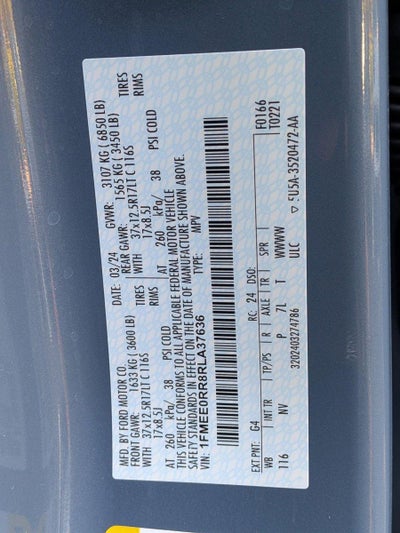 MFD. BY FORD MOTOR CO.
DATE: 03/24 GVWR: 3107 KG ( 6850 LB)
FRONT GAWR: 1633 KG ( 3600 LB) REAR GAWR: 1565 KG ( 3450 LB)
WITH 37x12.5R17LT C 116S TIRES WITH 37x12.5R17LT C 116S TIRES
17x8.5J RIMS 17x8.5J RIMS
AT 260 kPa/ 38 PSI COLD AT 260 kPa/ 38 PSI COLD
THIS VEHICLE CONFORMS TO ALL APPLICABLE FEDERAL MOTOR VEHICLE
SAFETY STANDARDS IN EFFECT ON THE DATE OF MANUFACTURE SHOWN ABOVE.
VIN: 1FMEE0RR8RLA37636 TYPE: MPV
F0166
T0221
EXT PNT: G4 RC: 24 DSO:
WB INT TR TP/PS R AXLE TR SPR
116 NV P 7L T WWWW
3202403274786 ULC ▽ 5U5A-3520472-AA